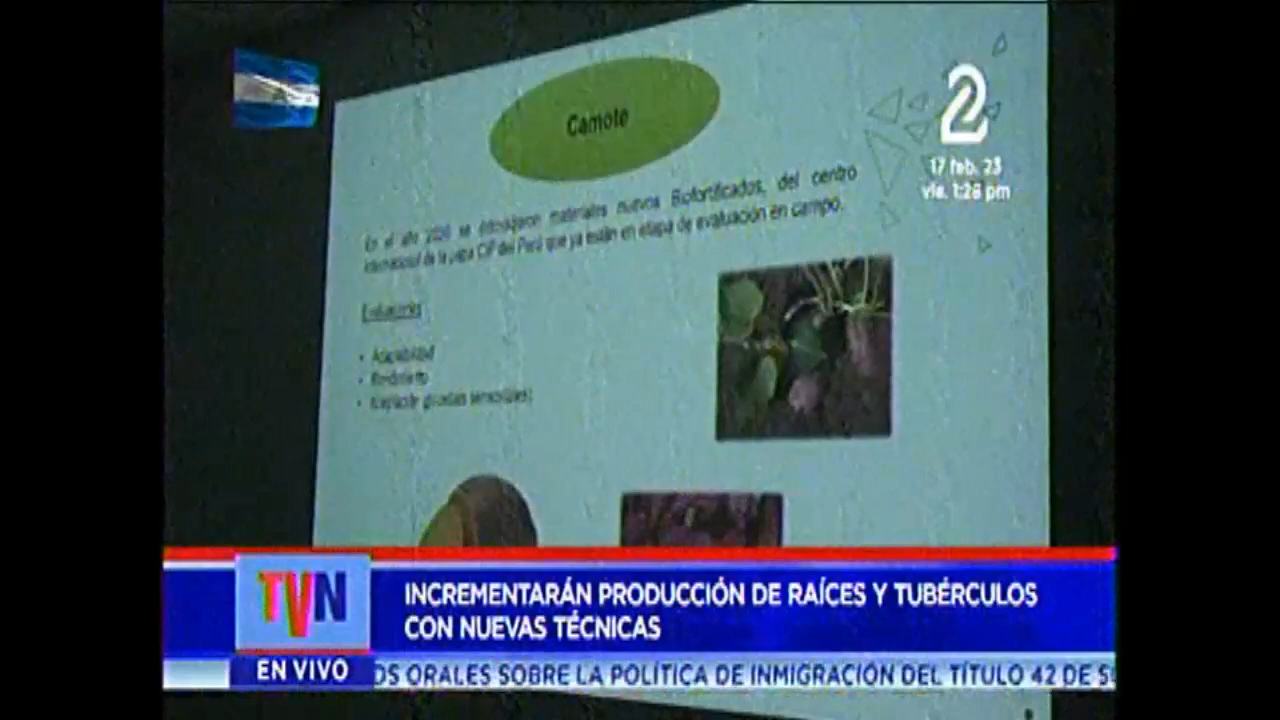 2
17 feb. 23
vie. 1:28 pm
Camote
En el año 2020 se introdujeron materiales nuevos Biofortificados, del centro
internacional de la papa CIP del Perú que ya están en etapa de evaluación en campo.
Evaluaciones
• Adaptabilidad
• Rendimiento
TVN
INCREMENTARÁN PRODUCCIÓN DE RAÍCES Y TUBÉRCULOS
CON NUEVAS TÉCNICAS
EN VIVO
OS ORALES SOBRE LA POLÍTICA DE INMIGRACIÓN DEL TÍTULO 42 DE